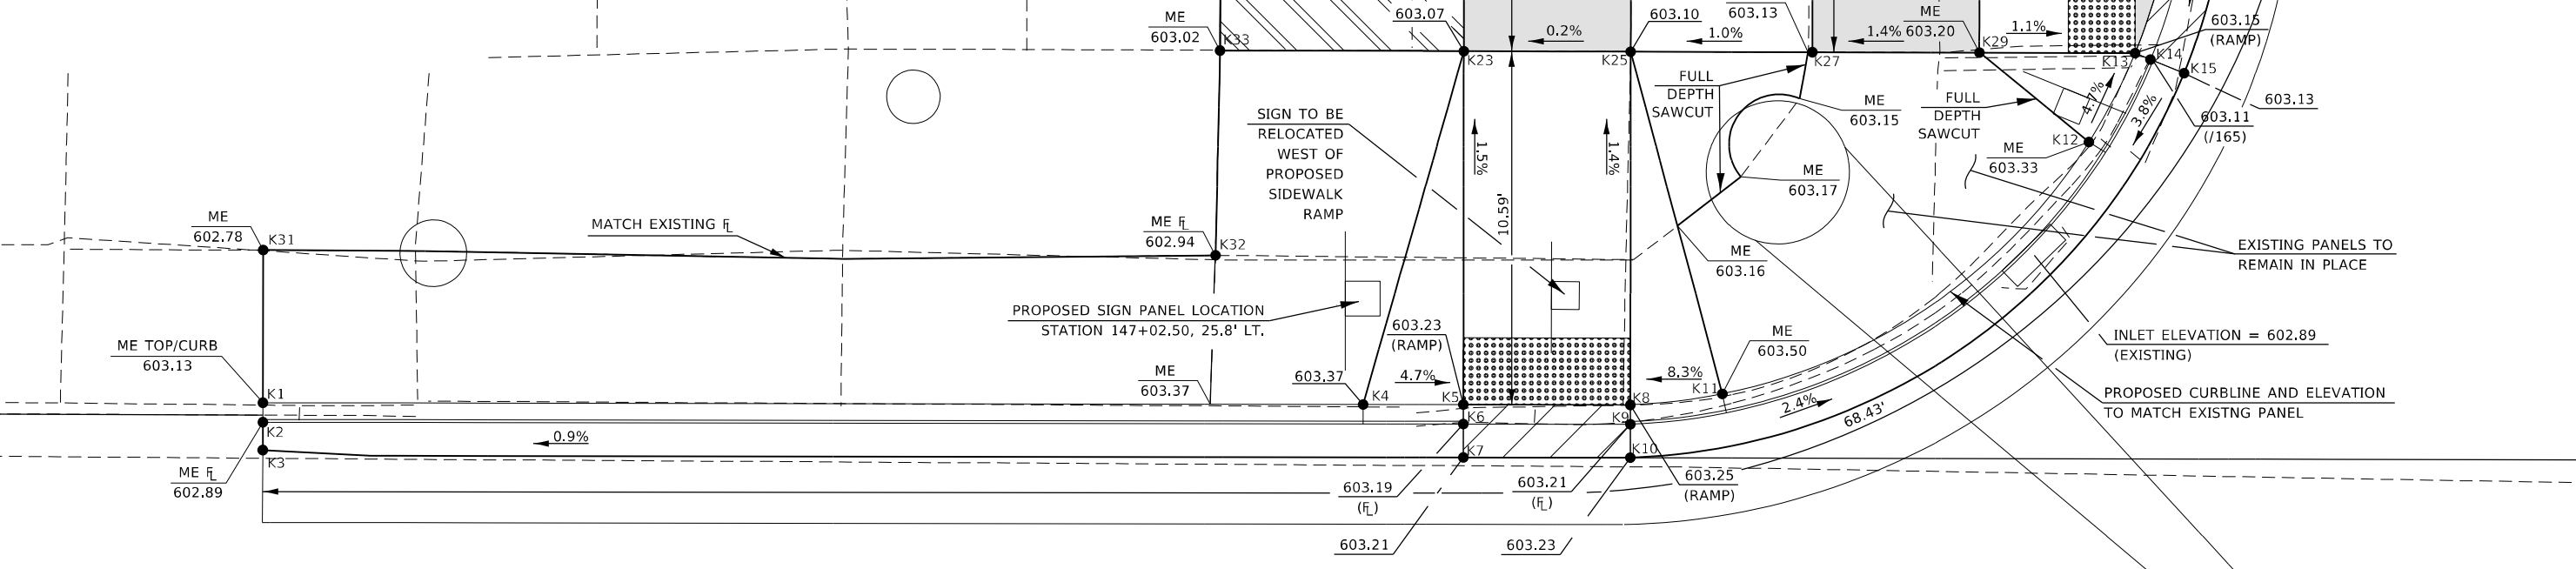 ME
603.02
K33
603.07
K23
0.2%
603.10
K25
1.0%
603.13
K27
1.4%
ME
603.20
K29
1.1%
603.15
(RAMP)
K13
K14
K15
603.13
603.11
(/165)
4.7%
3.8%
FULL
DEPTH
SAWCUT
ME
603.15
FULL
DEPTH
SAWCUT
K12
ME
603.33
SIGN TO BE
RELOCATED
WEST OF
PROPOSED
SIDEWALK
RAMP
1.5%
10.59'
1.4%
ME
603.17
ME
602.78
K31
MATCH EXISTING FL
ME FL
602.94
K32
ME
603.16
EXISTING PANELS TO
REMAIN IN PLACE
PROPOSED SIGN PANEL LOCATION
STATION 147+02.50, 25.8' LT.
603.23
(RAMP)
ME
603.50
INLET ELEVATION = 602.89
(EXISTING)
ME TOP/CURB
603.13
K1
ME
603.37
603.37
K4
4.7%
K5
K8
8.3%
K11
2.4%
68.43'
PROPOSED CURBLINE AND ELEVATION
TO MATCH EXISTNG PANEL
K2
K6
K9
0.9%
K3
K7
K10
ME FL
602.89
603.19
(FL)
603.21
(FL)
603.25
(RAMP)
603.21
603.23